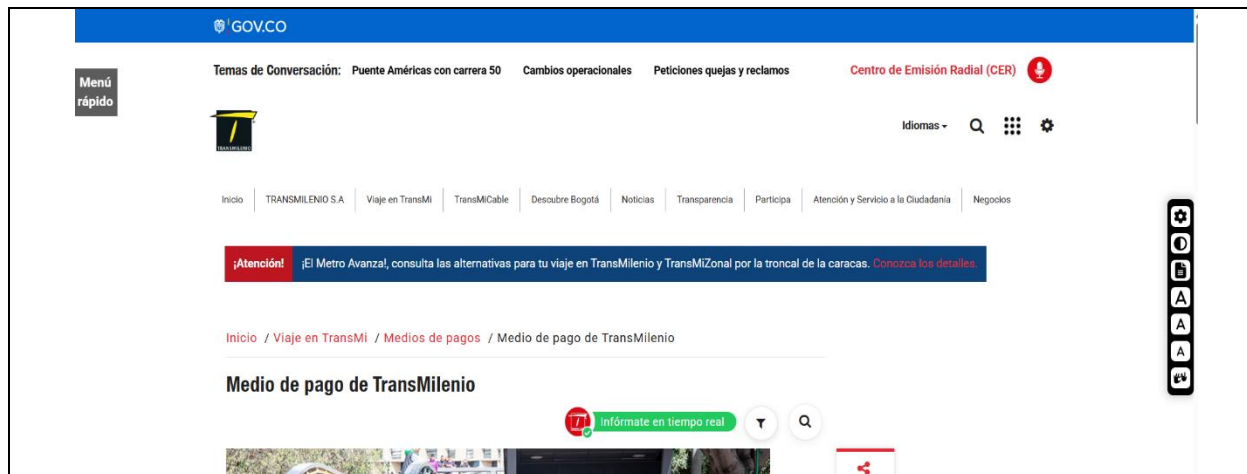 GOV.CO
Menú
rápido
Temas de Conversación: Puente Américas con carrera 50 Cambios operacionales Peticiones quejas y reclamos Centro de Emisión Radial (CER)
TRANSMILENIO
Idiomas
Inicio TRANSMILENIO S.A Viaje en TransMi TransMiCable Descubre Bogotá Noticias Transparencia Participa Atención y Servicio a la Ciudadanía Negocios
¡Atención! ¡El Metro Avanza!, consulta las alternativas para tu viaje en TransMilenio y TransMiZonal por la troncal de la caracas. Conozca los detalles.
Inicio / Viaje en TransMi / Medios de pagos / Medio de pago de TransMilenio
Medio de pago de TransMilenio
Infórmate en tiempo real
A
A
A